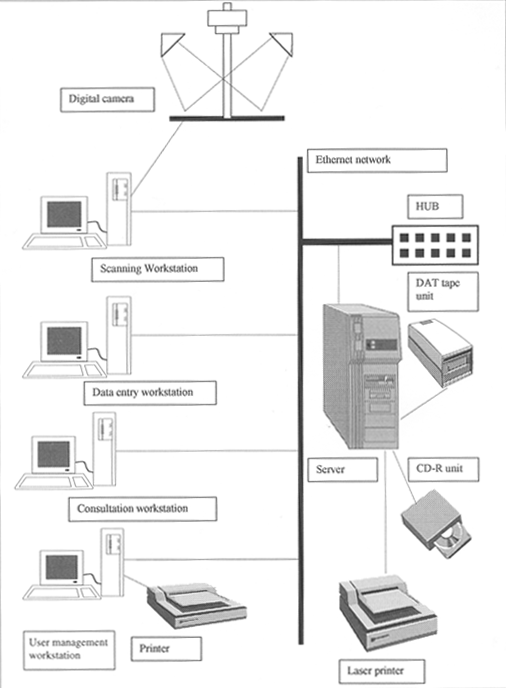 Digital camera
Ethernet network
HUB
Scanning Workstation
DAT tape
unit
Data entry workstation
Server
CD-R unit
Consultation workstation
User management
workstation
Printer
Laser printer